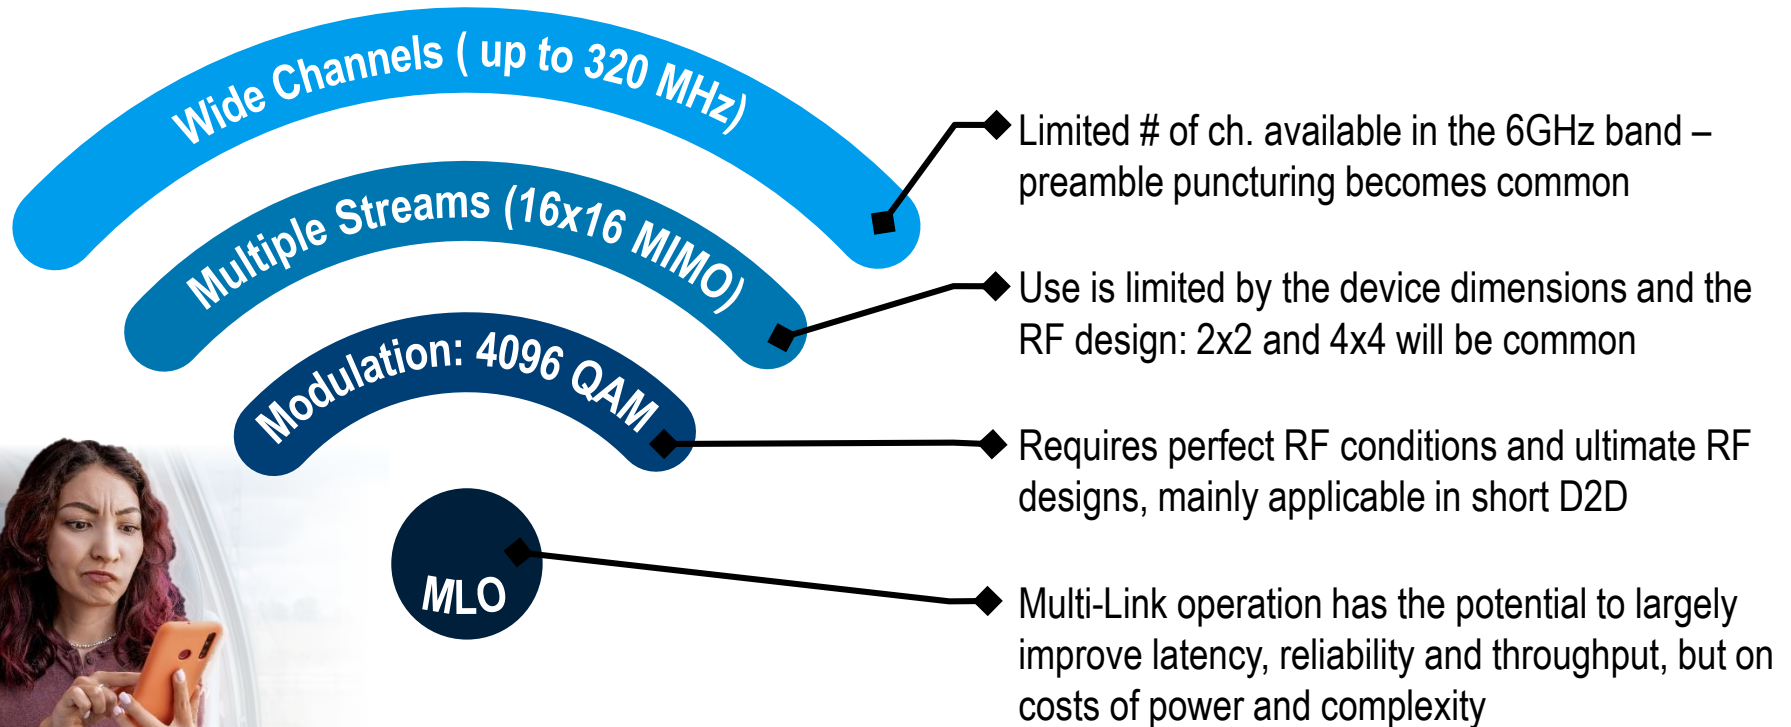 Wide Channels ( up to 320 MHz)
Limited # of ch. available in the 6GHz band –
preamble puncturing becomes common
Multiple Streams (16x16 MIMO)
Use is limited by the device dimensions and the
RF design: 2x2 and 4x4 will be common
Modulation: 4096 QAM
Requires perfect RF conditions and ultimate RF
designs, mainly applicable in short D2D
MLO
Multi-Link operation has the potential to largely
improve latency, reliability and throughput, but on
costs of power and complexity